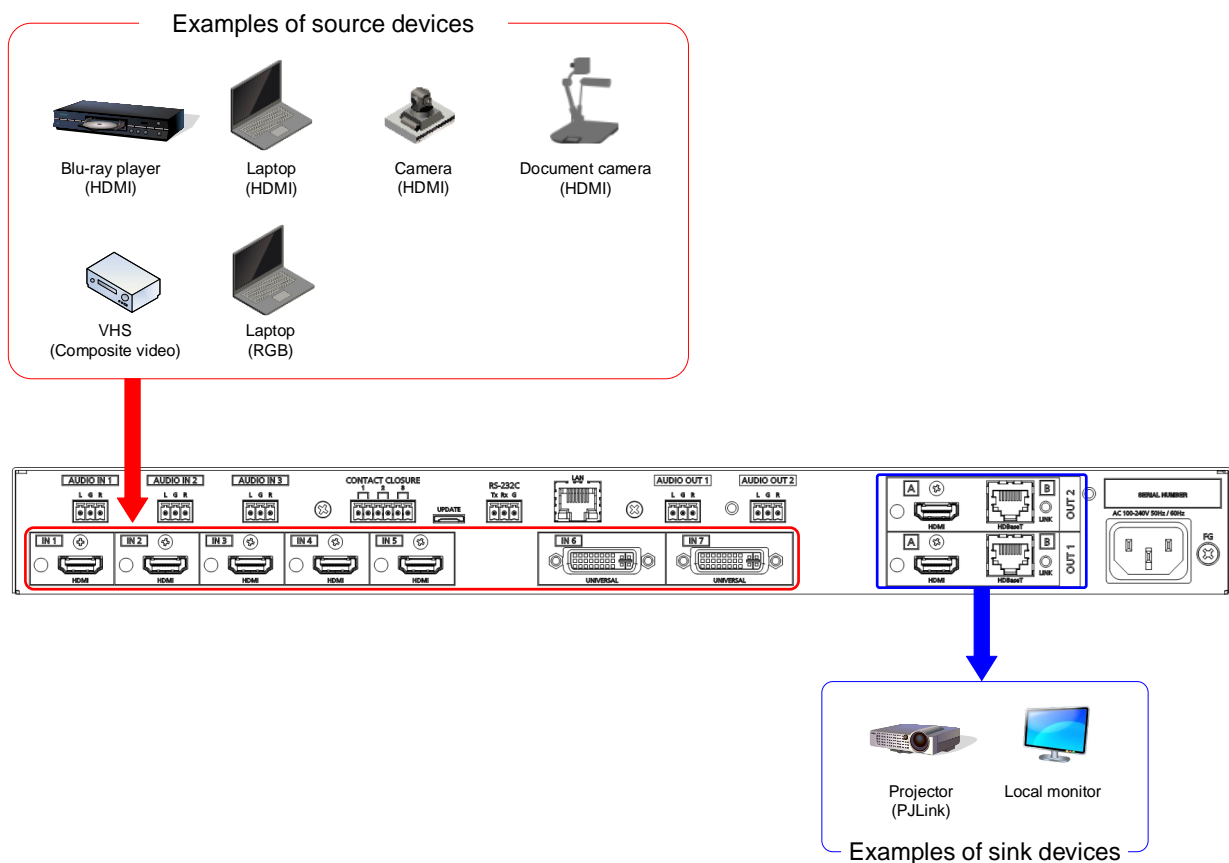 Examples of source devices
Blu-ray player
(HDMI)
Laptop
(HDMI)
Camera
(HDMI)
Document camera
(HDMI)
VHS
(Composite video)
Laptop
(RGB)
AUDIO IN 1
L G R
AUDIO IN 2
L G R
AUDIO IN 3
L G R
CONTACT CLOSURE
1 2 3
UPDATE
RS-232C
Tx Rx G
LAN
AUDIO OUT 1
L G R
AUDIO OUT 2
L G R
A
HDMI
HDBaseT
B
LINK
OUT 2
SERIAL NUMBER
AC 100-240V 50Hz / 60Hz
FG
IN 1
HDMI
IN 2
HDMI
IN 3
HDMI
IN 4
HDMI
IN 5
HDMI
IN 6
UNIVERSAL
IN 7
UNIVERSAL
A
HDMI
HDBaseT
B
LINK
OUT 1
Projector
(PJLink)
Local monitor
Examples of sink devices